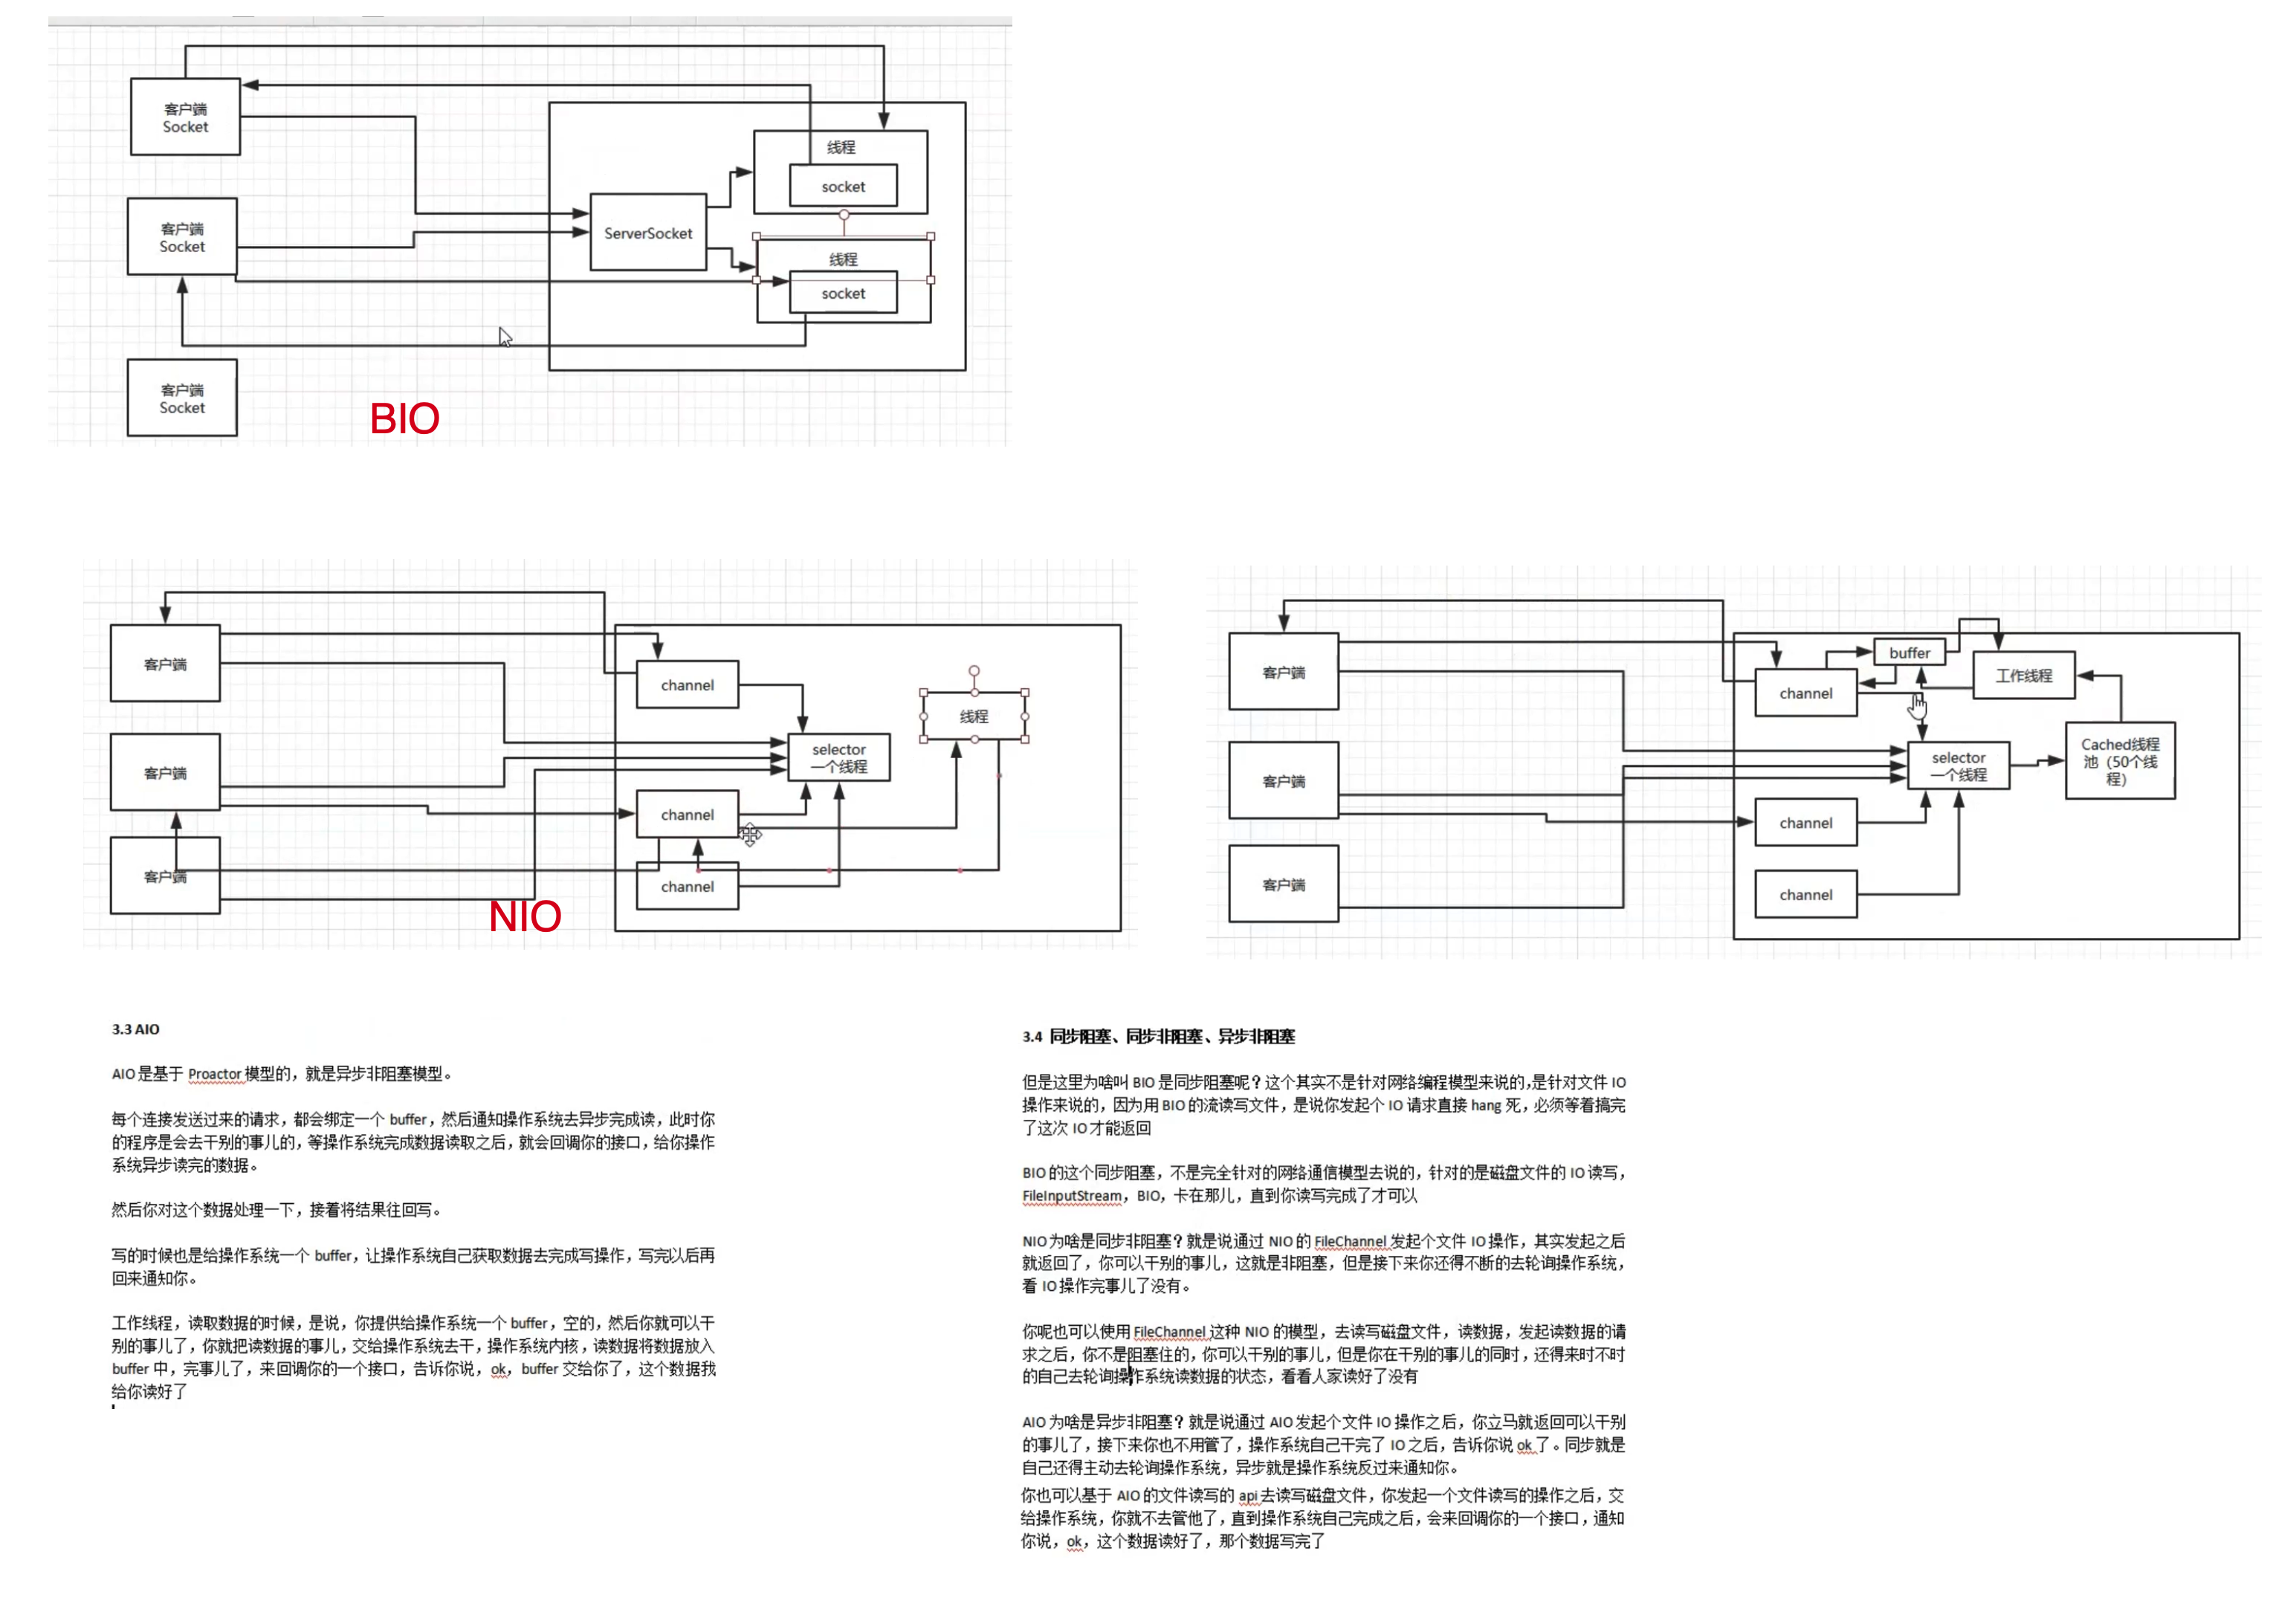 客户端
Socket
线程
socket
客户端
Socket
ServerSocket
线程
socket
客户端
Socket
BIO
客户端
channel
线程
selector
一个线程
客户端
channel
客户端
channel
NIO
客户端
buffer
工作线程
channel
Cached线程
池（50个线
程）
selector
一个线程
客户端
channel
客户端
channel
3.3 AIO
AIO是基于 Proactor 模型的，就是异步非阻塞模型。
每个连接发送过来的请求，都会绑定一个 buffer，然后通知操作系统去异步完成读，此时你
的程序是会去干别的事儿的，等操作系统完成数据读取之后，就会回调你的接口，给你操作
系统异步读完的数据。
然后你对这个数据处理一下，接着将结果往回写。
写的时候也是给操作系统一个 buffer，让操作系统自己获取数据去完成写操作，写完以后再
回来通知你。
工作线程，读取数据的时候，是说，你提供给操作系统一个 buffer，空的，然后你就可以干
别的事儿了，你就把读数据的事儿，交给操作系统去干，操作系统内核，读数据将数据放入
buffer 中，完事儿了，来回调你的一个接口，告诉你说，ok，buffer 交给你了，这个数据我
给你读好了
3.4 同步阻塞、同步非阻塞、异步非阻塞
但是这里为啥叫 BIO 是同步阻塞呢？这个其实不是针对网络编程模型来说的，是针对文件 IO
操作来说的，因为用 BIO 的流读写文件，是说你发起个 IO 请求直接 hang 死，必须等着搞完
了这次 IO 才能返回
BIO 的这个同步阻塞，不是完全针对的网络通信模型去说的，针对的是磁盘文件的 IO 读写，
FileInputStream，BIO，卡在那儿，直到你读写完成了才可以
NIO 为啥是同步非阻塞？就是说通过 NIO 的 FileChannel 发起个文件 IO 操作，其实发起之后
就返回了，你可以干别的事儿，这就是非阻塞，但是接下来你还得不断的去轮询操作系统，
看 IO 操作完事儿了没有。
你呢也可以使用 FileChannel 这种 NIO 的模型，去读写磁盘文件，读数据，发起读数据的请
求之后，你不是阻塞住的，你可以干别的事儿，但是你在干别的事儿的同时，还得来时不时
的自己去轮询操作系统读数据的状态，看看人家读好了没有
AIO 为啥是异步非阻塞？就是说通过 AIO 发起个文件 IO 操作之后，你立马就返回可以干别
的事儿了，接下来你也不用管了，操作系统自己干完了 IO 之后，告诉你说 ok 了。同步就是
自己还得主动去轮询操作系统，异步就是操作系统反过来通知你。
你也可以基于 AIO 的文件读写的 api 去读写磁盘文件，你发起一个文件读写的操作之后，交
给操作系统，你就不去管他了，直到操作系统自己完成之后，会来回调你的一个接口，通知
你说，ok，这个数据读好了，那个数据写完了